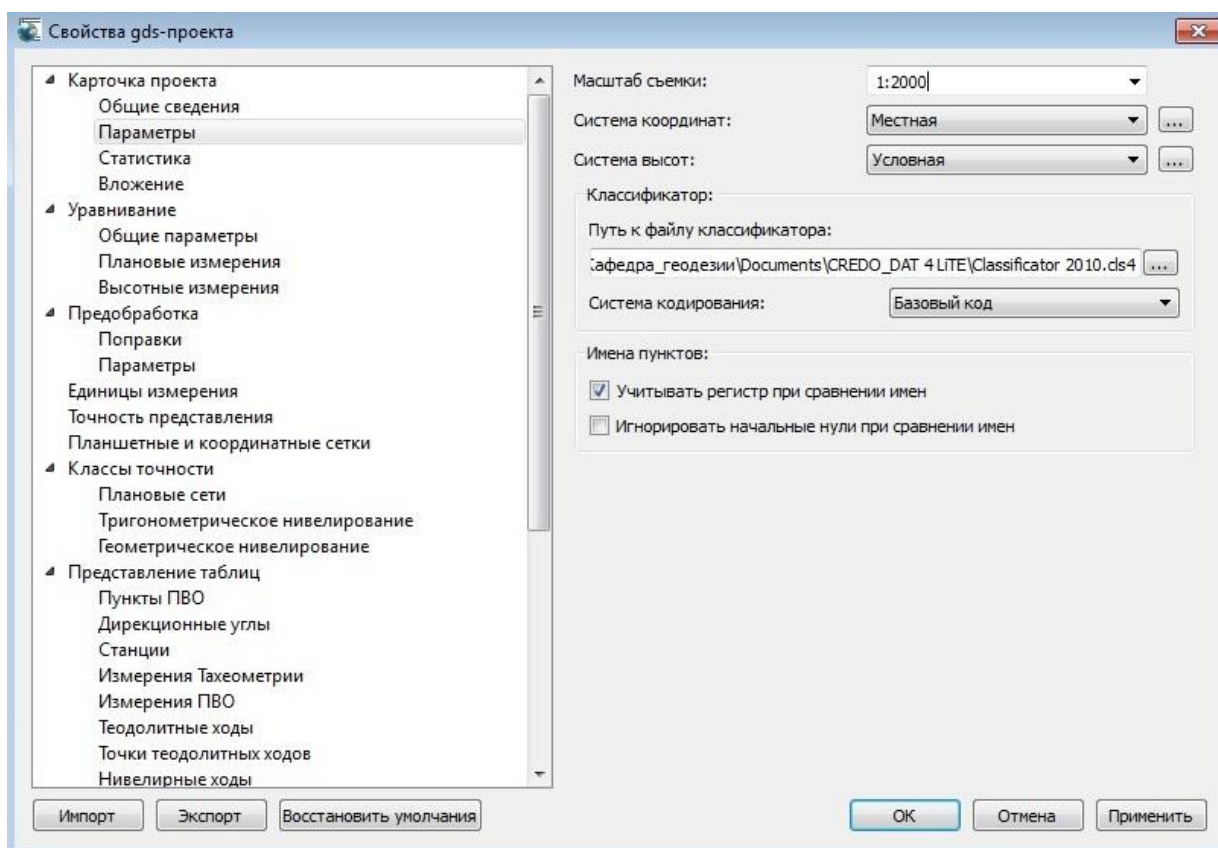 Свойства gds-проекта
Карточка проекта
Общие сведения
Параметры
Статистика
Вложение
Уравнивание
Общие параметры
Плановые измерения
Высотные измерения
Предобработка
Поправки
Параметры
Единицы измерения
Точность представления
Планшетные и координатные сетки
Классы точности
Плановые сети
Тригонометрическое нивелирование
Геометрическое нивелирование
Представление таблиц
Пункты ПВО
Дирекционные углы
Станции
Измерения Тахеометрии
Измерения ПВО
Теодолитные ходы
Точки теодолитных ходов
Нивелирные ходы
Масштаб съемки: 1:2000
Система координат: Местная ...
Система высот: Условная ...
Классификатор:
Путь к файлу классификатора:
афедра_геодезии\Documents\CREDO_DAT 4 LiTE\Classificator 2010.cls4 ...
Система кодирования: Базовый код
Имена пунктов:
Учитывать регистр при сравнении имен
Игнорировать начальные нули при сравнении имен
Импорт Экспорт Восстановить умолчания OK Отмена Применить